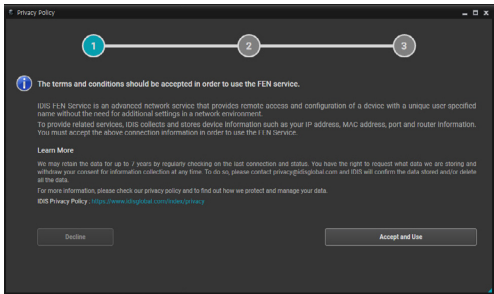 Privacy Policy
1
2
3
The terms and conditions should be accepted in order to use the FEN service.
IDIS FEN Service is an advanced network service that provides remote access and configuration of a device with a unique user specified
name without the need for additional settings in a network environment.
To provide related services, IDIS collects and stores device information such as your IP address, MAC address, port and router information.
You must accept the above connection information in order to use the FEN Service.
Learn More
We may retain the data for up to 7 years by regularly checking on the last connection and status. You have the right to request what data we are storing and
withdraw your consent for information collection at any time. To do so, please contact privacy@idisglobal.com and IDIS will confirm the data stored and/or delete
all the data.
For more information, please check our privacy policy and to find out how we protect and manage your data.
IDIS Privacy Policy : https://www.idisglobal.com/index/privacy
Decline
Accept and Use